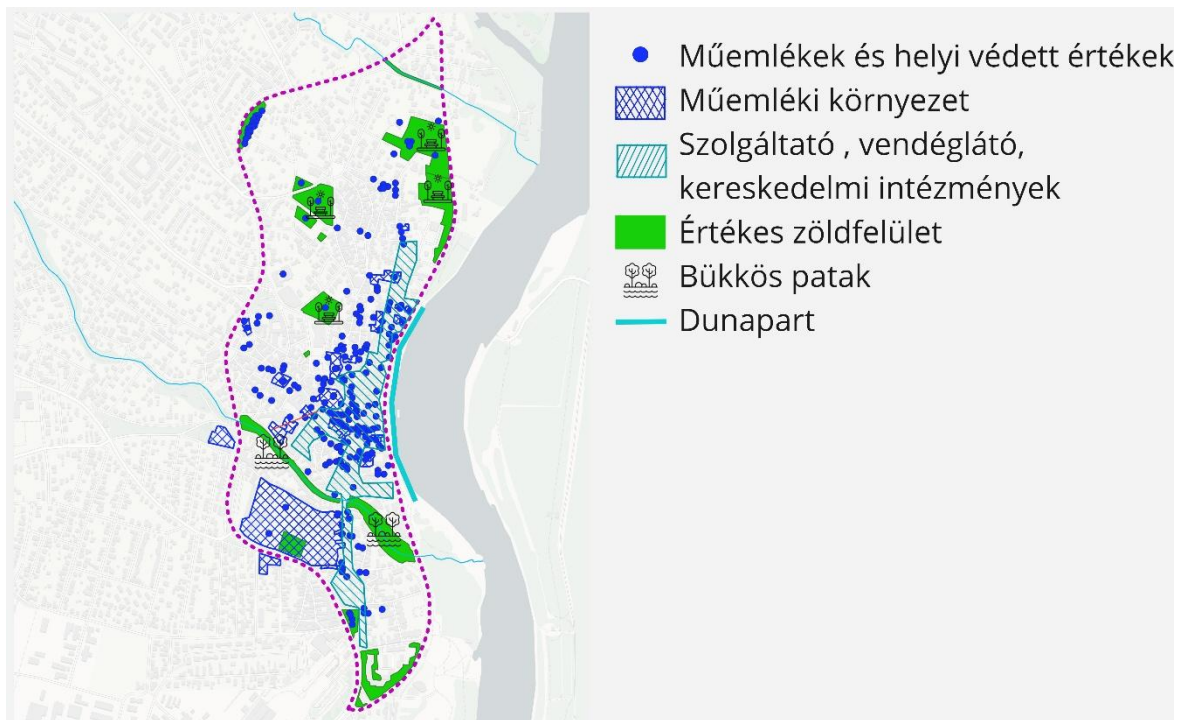 Műemlékek és helyi védett értékek
Műemléki környezet
Szolgáltató , vendéglátó,
kereskedelmi intézmények
Értékes zöldfelület
Bükkös patak
Dunapart